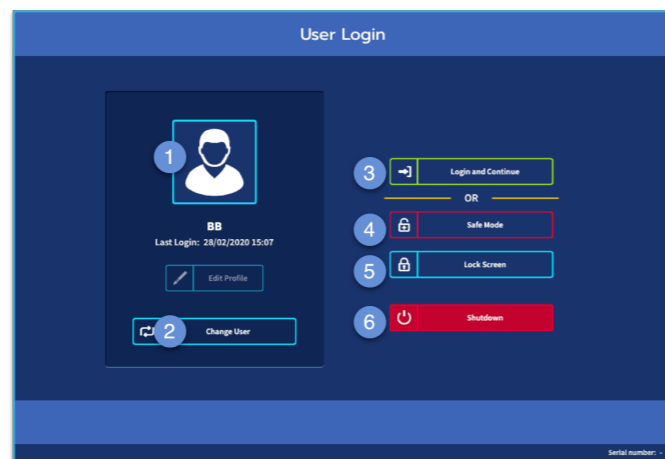 User Login
1
BB
Last Login: 28/02/2020 15:07
Edit Profile
2 Change User
3 Login and Continue
OR
4 Safe Mode
5 Lock Screen
6 Shutdown
Serial number: -